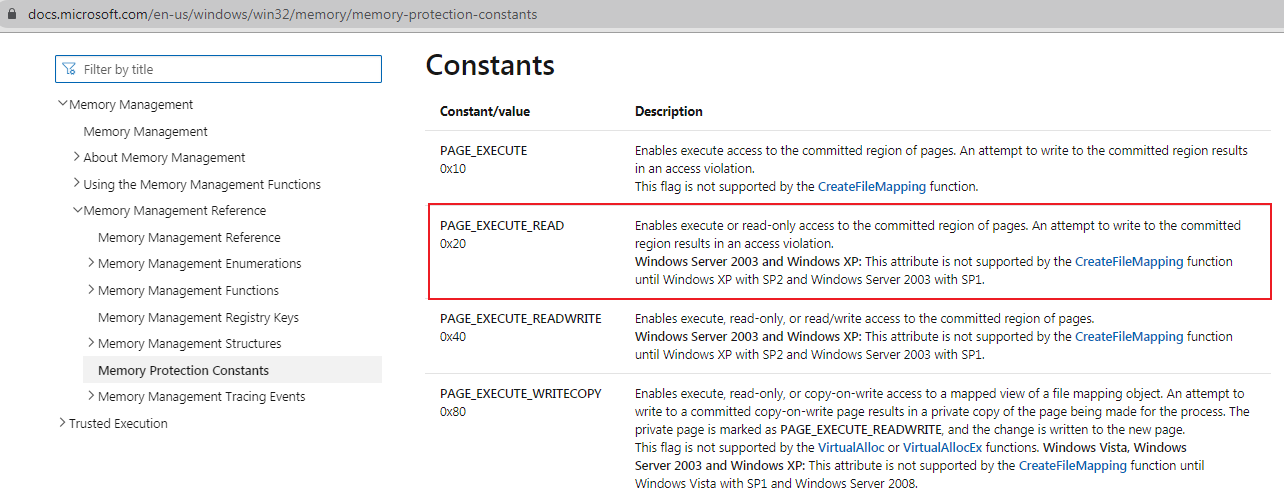 docs.microsoft.com/en-us/windows/win32/memory/memory-protection-constants
Filter by title
Memory Management
Memory Management
About Memory Management
Using the Memory Management Functions
Memory Management Reference
Memory Management Reference
Memory Management Enumerations
Memory Management Functions
Memory Management Registry Keys
Memory Management Structures
Memory Protection Constants
Memory Management Tracing Events
Trusted Execution
Constants
Constant/value
Description
PAGE_EXECUTE
0x10
Enables execute access to the committed region of pages. An attempt to write to the committed region results
in an access violation.
This flag is not supported by the CreateFileMapping function.
PAGE_EXECUTE_READ
0x20
Enables execute or read-only access to the committed region of pages. An attempt to write to the committed
region results in an access violation.
Windows Server 2003 and Windows XP: This attribute is not supported by the CreateFileMapping function
until Windows XP with SP2 and Windows Server 2003 with SP1.
PAGE_EXECUTE_READWRITE
0x40
Enables execute, read-only, or read/write access to the committed region of pages.
Windows Server 2003 and Windows XP: This attribute is not supported by the CreateFileMapping function
until Windows XP with SP2 and Windows Server 2003 with SP1.
PAGE_EXECUTE_WRITECOPY
0x80
Enables execute, read-only, or copy-on-write access to a mapped view of a file mapping object. An attempt to
write to a committed copy-on-write page results in a private copy of the page being made for the process. The
private page is marked as PAGE_EXECUTE_READWRITE, and the change is written to the new page.
This flag is not supported by the VirtualAlloc or VirtualAllocEx functions. Windows Vista, Windows
Server 2003 and Windows XP: This attribute is not supported by the CreateFileMapping function until
Windows Vista with SP1 and Windows Server 2008.